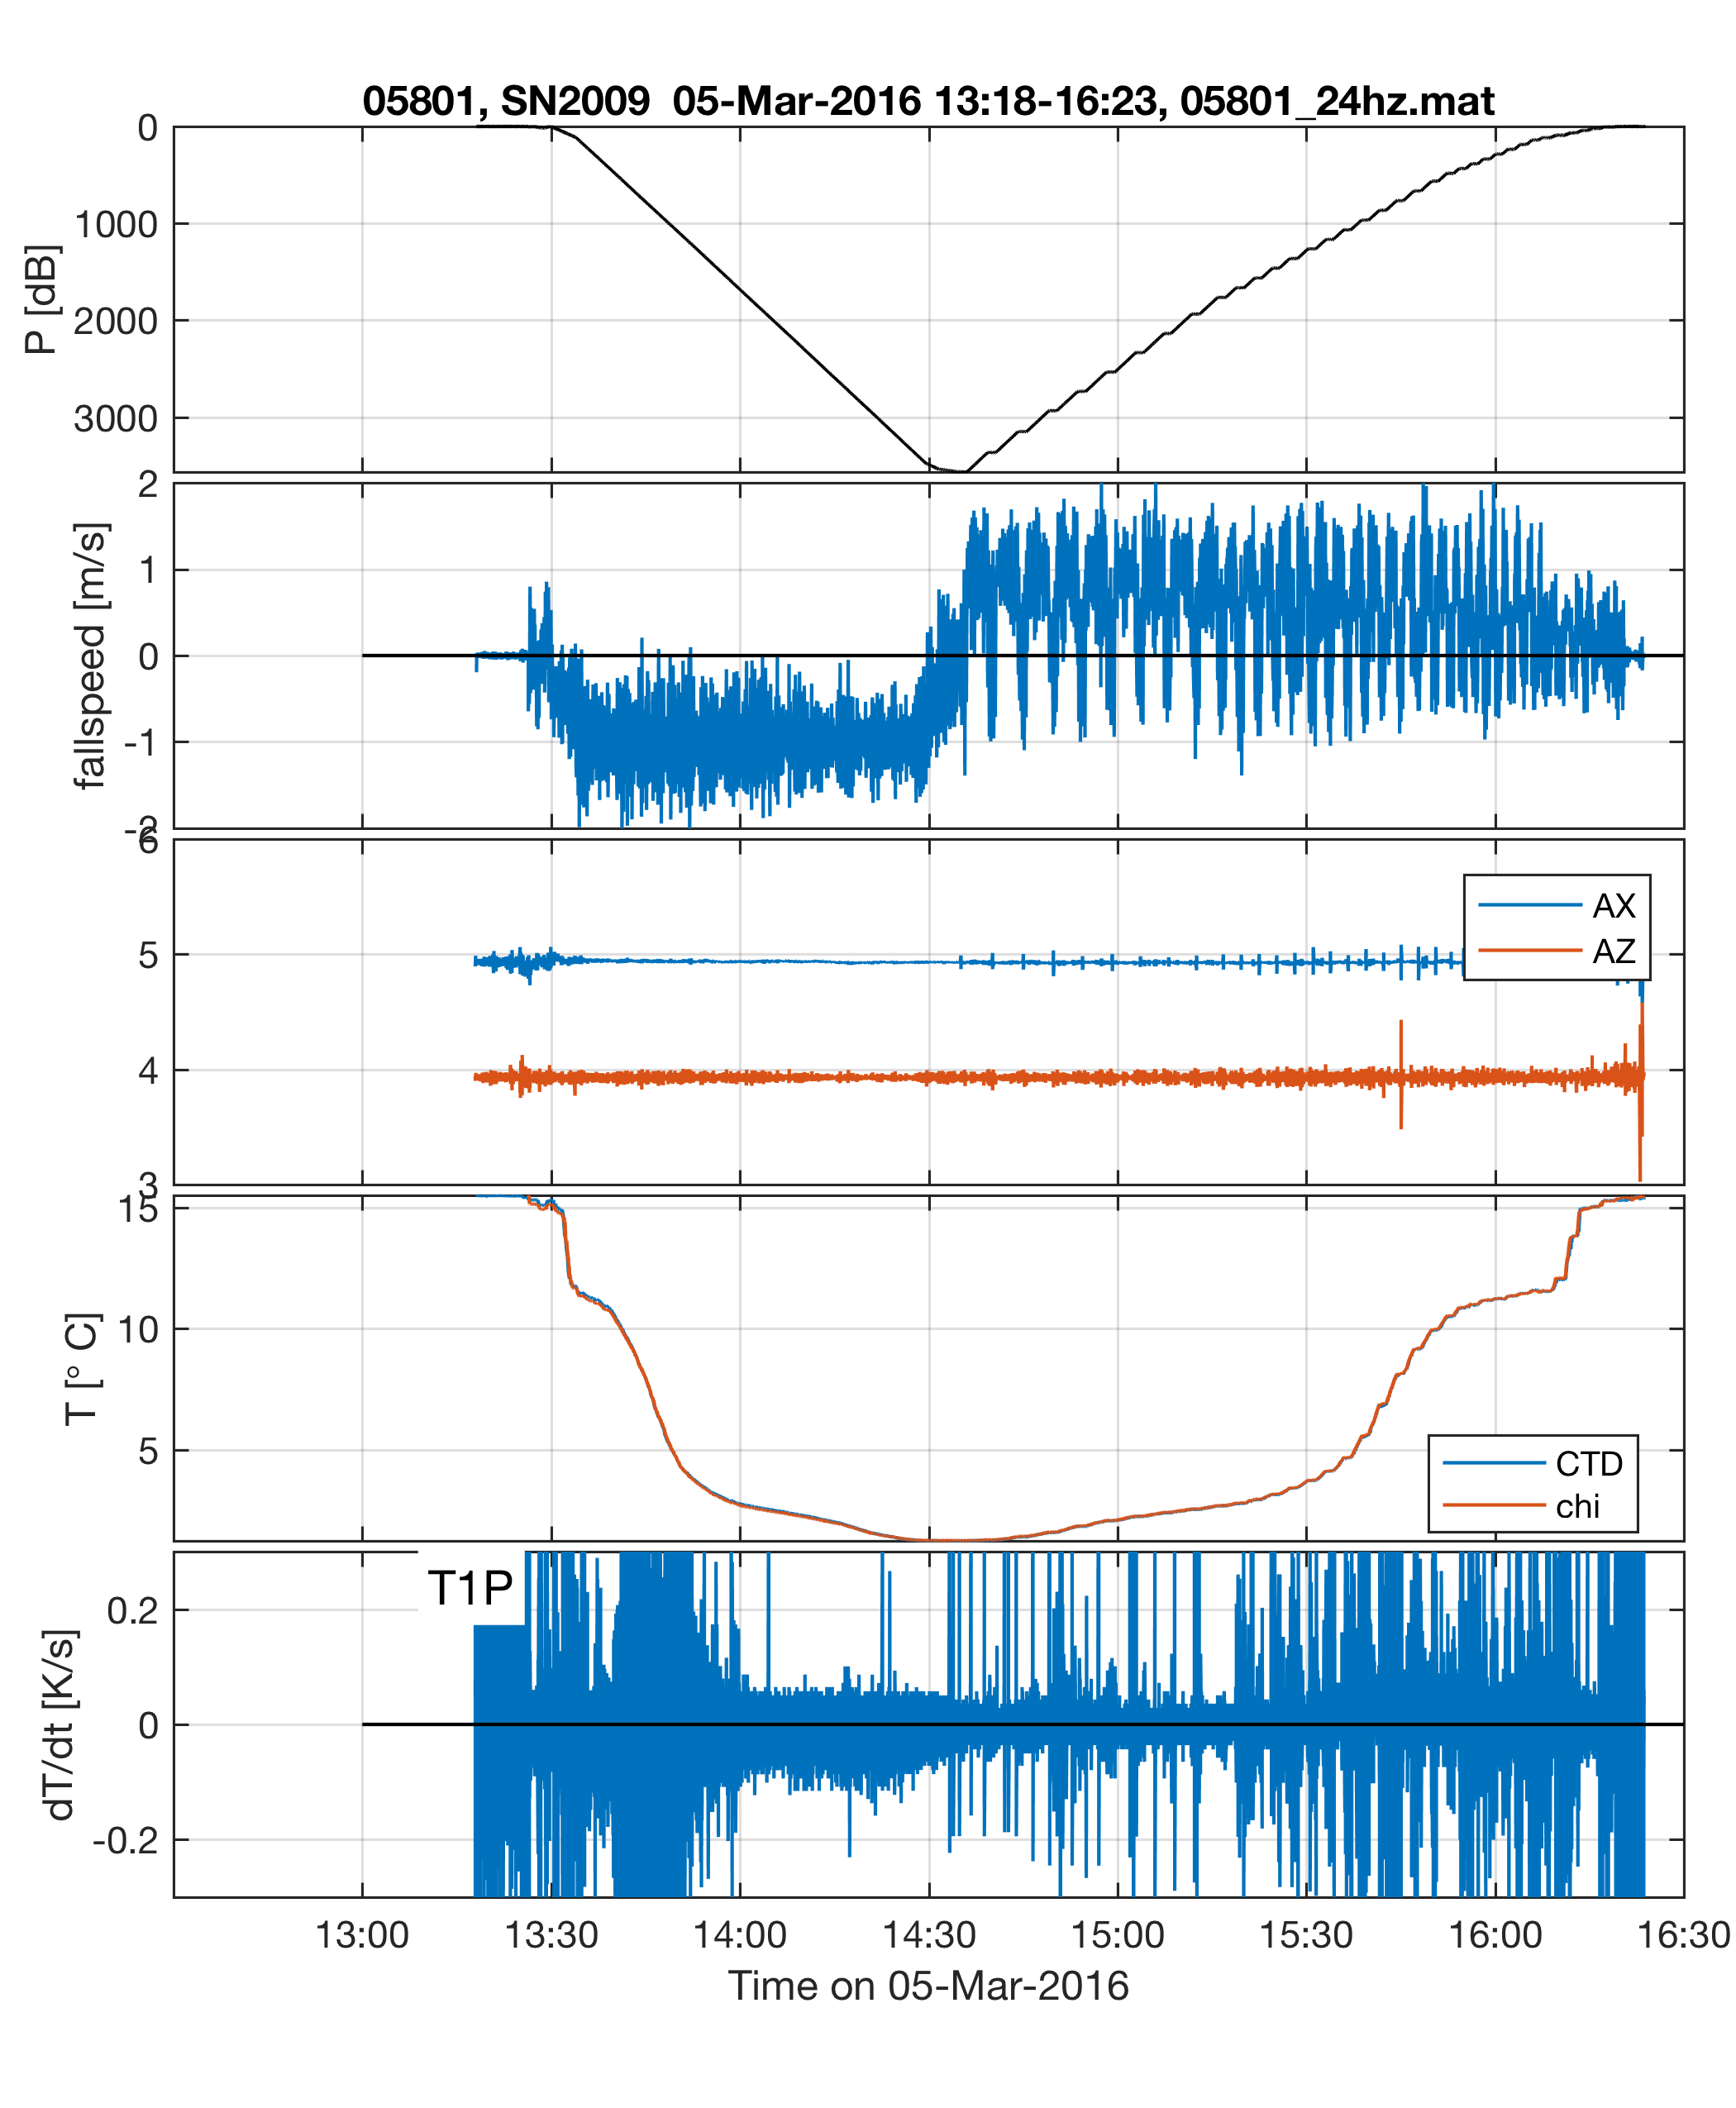 05801, SN2009  05-Mar-2016 13:18-16:23, 05801_24hz.mat
0
1000
2000
3000
P [dB]
2
1
0
-1
-2
fallspeed [m/s]
6
5
4
3
AX
AZ
15
10
5
T [° C]
CTD
chi
T1P
0.2
0
-0.2
dT/dt [K/s]
13:00 13:30 14:00 14:30 15:00 15:30 16:00 16:30
Time on 05-Mar-2016